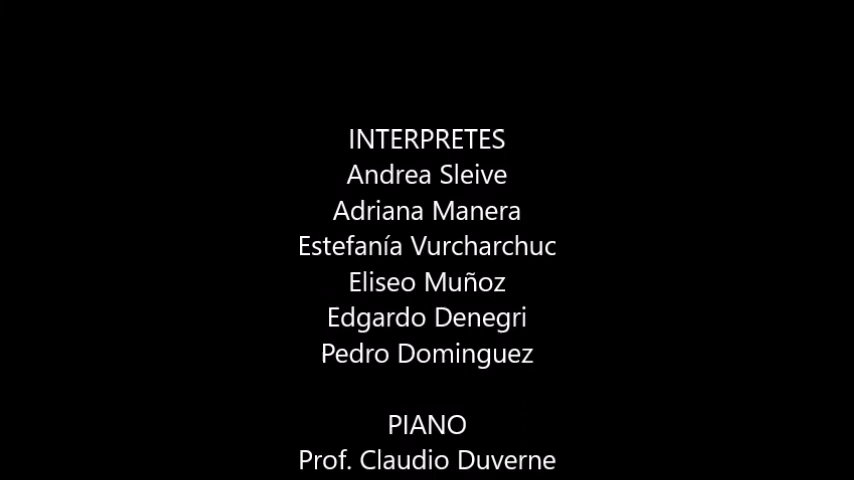 INTERPRETES
Andrea Sleive
Adriana Manera
Estefanía Vurcharchuc
Eliseo Muñoz
Edgardo Denegri
Pedro Dominguez
PIANO
Prof. Claudio Duverne